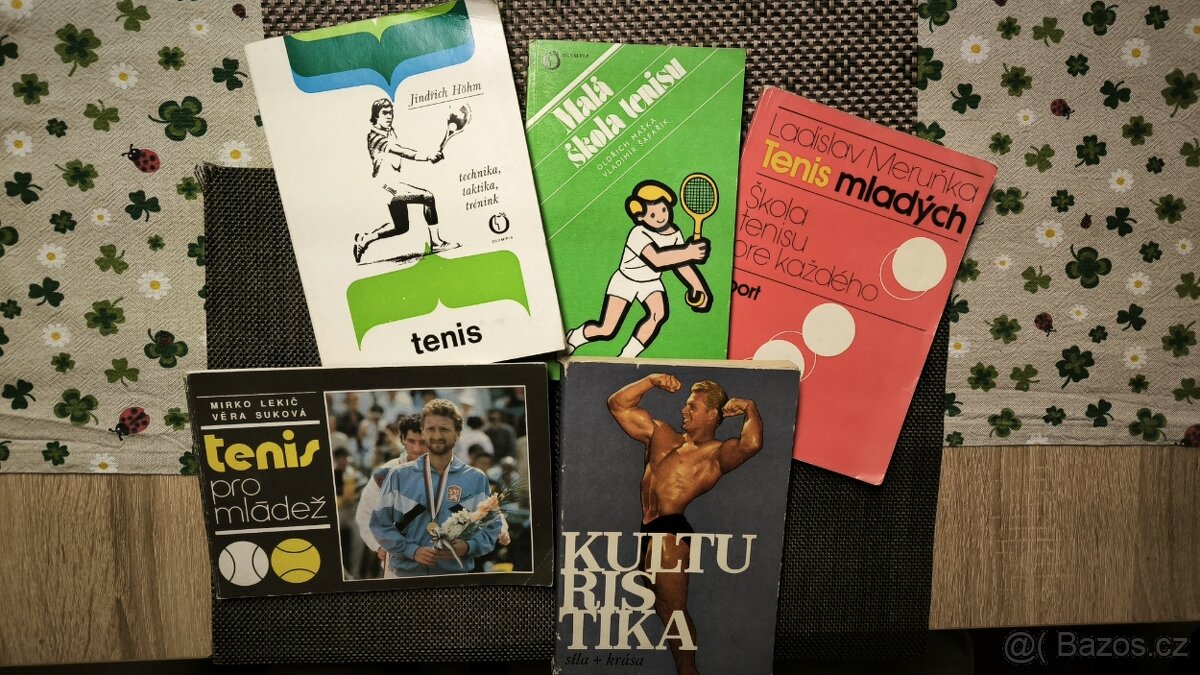 Jindřich Höhm
technika,
taktika,
trénink
OLYMPIA
tenis
OLYMPIA
Malá
škola tenisu
OLDŘICH MAŠKA
VLADIMÍR ŠAFAŘÍK
Ladislav Meruňka
Tenis mladých
Škola
tenisu
pre každého
port
MIRKO LEKIČ
VĚRA SUKOVÁ
tenis
pro
mládež
KULTU
RIS
TIKA
síla + krása
@( Bazos.cz